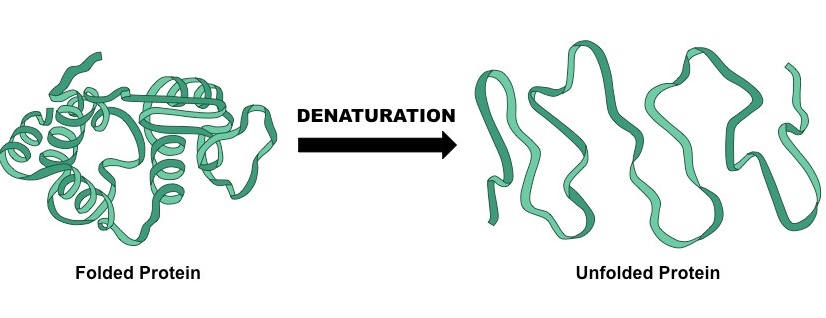 DENATURATION
Folded Protein
Unfolded Protein